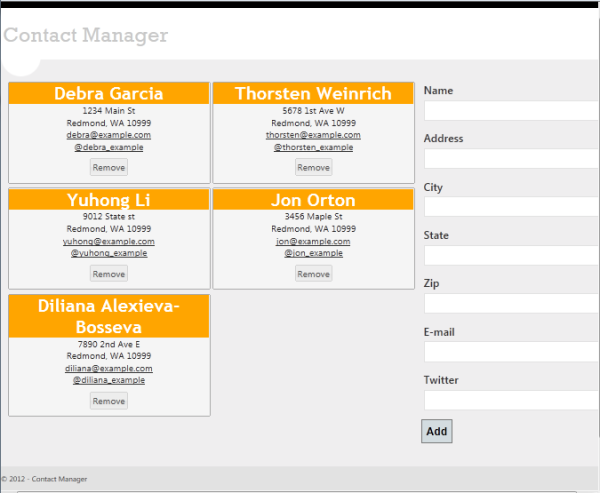 Contact Manager
Debra Garcia
1234 Main St
Redmond, WA 10999
debra@example.com
@debra_example
Remove
Thorsten Weinrich
5678 1st Ave W
Redmond, WA 10999
thorsten@example.com
@thorsten_example
Remove
Yuhong Li
9012 State st
Redmond, WA 10999
yuhong@example.com
@yuhong_example
Remove
Jon Orton
3456 Maple St
Redmond, WA 10999
jon@example.com
@jon_example
Remove
Diliana Alexieva-
Bosseva
7890 2nd Ave E
Redmond, WA 10999
diliana@example.com
@diliana_example
Remove
Name
Address
City
State
Zip
E-mail
Twitter
Add
© 2012 - Contact Manager